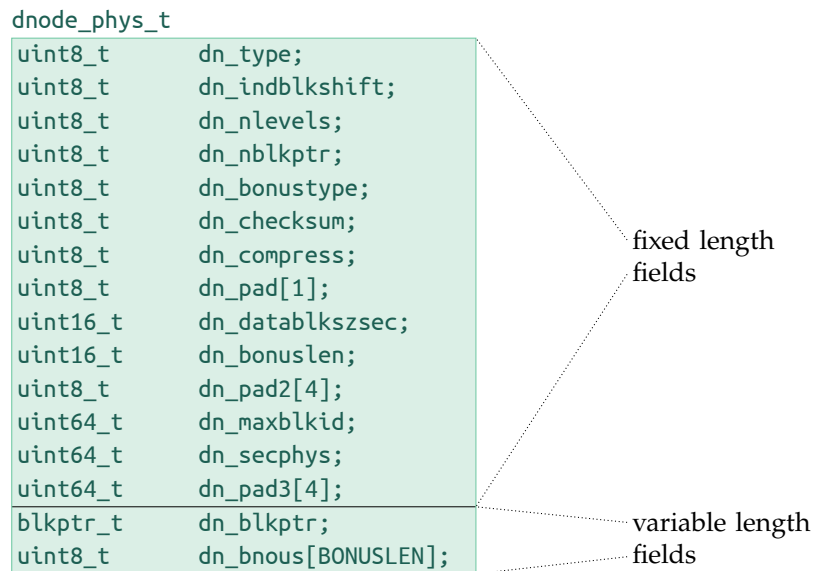 dnode_phys_t
uint8_t dn_type;
uint8_t dn_indblkshift;
uint8_t dn_nlevels;
uint8_t dn_nblkptr;
uint8_t dn_bonustype;
uint8_t dn_checksum;
uint8_t dn_compress;
uint8_t dn_pad[1];
uint16_t dn_datablkszsec;
uint16_t dn_bonuslen;
uint8_t dn_pad2[4];
uint64_t dn_maxblkid;
uint64_t dn_secphys;
uint64_t dn_pad3[4];
blkptr_t dn_blkptr;
uint8_t dn_bnous[BONUSLEN];
fixed length
fields
variable length
fields